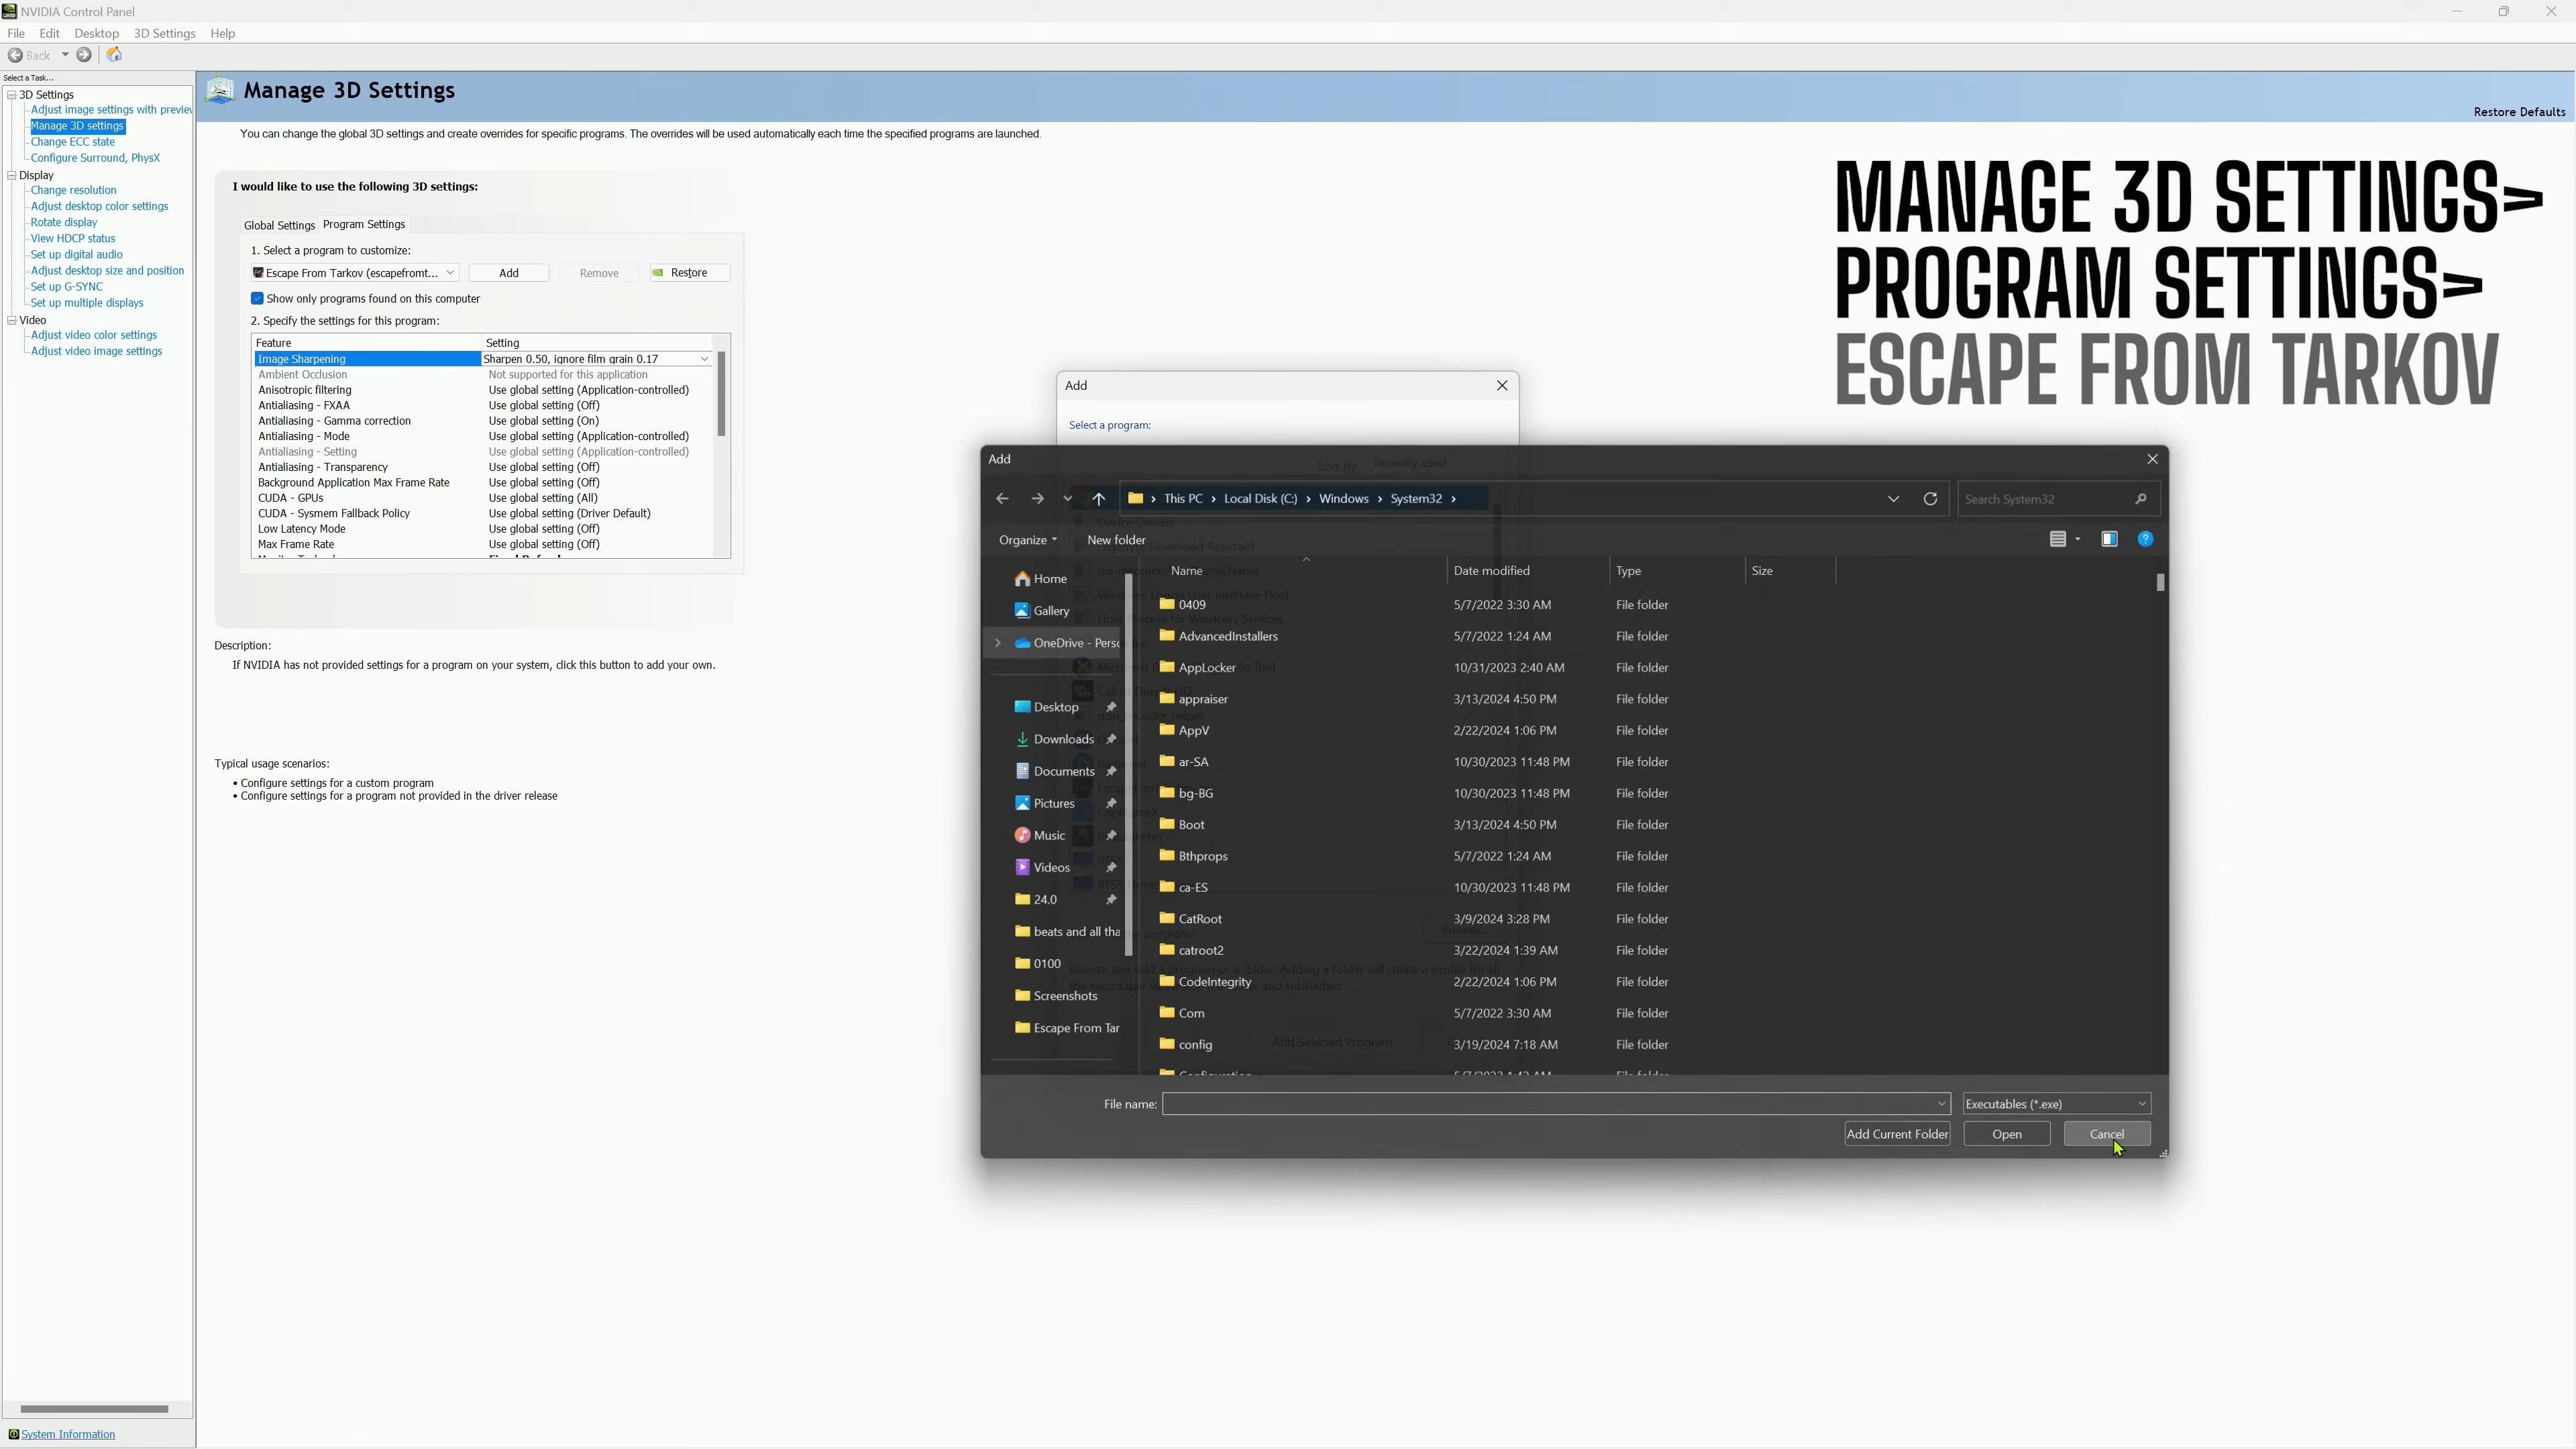 NVIDIA Control Panel
File Edit Desktop 3D Settings Help
Back
Select a Task...
3D Settings
Adjust image settings with preview
Manage 3D settings
Change ECC state
Configure Surround, PhysX
Display
Change resolution
Adjust desktop color settings
Rotate display
View HDCP status
Set up digital audio
Adjust desktop size and position
Set up G-SYNC
Set up multiple displays
Video
Adjust video color settings
Adjust video image settings
System Information
Manage 3D Settings
Restore Defaults
You can change the global 3D settings and create overrides for specific programs. The overrides will be used automatically each time the specified programs are launched.
MANAGE 3D SETTINGS>
PROGRAM SETTINGS>
ESCAPE FROM TARKOV
I would like to use the following 3D settings:
Global Settings Program Settings
1. Select a program to customize:
Escape From Tarkov (escapefromt... Add Remove Restore
Show only programs found on this computer
2. Specify the settings for this program:
Feature Setting
Image Sharpening Sharpen 0.50, ignore film grain 0.17
Ambient Occlusion Not supported for this application
Anisotropic filtering Use global setting (Application-controlled)
Antialiasing - FXAA Use global setting (Off)
Antialiasing - Gamma correction Use global setting (On)
Antialiasing - Mode Use global setting (Application-controlled)
Antialiasing - Setting Use global setting (Application-controlled)
Antialiasing - Transparency Use global setting (Off)
Background Application Max Frame Rate Use global setting (Off)
CUDA - GPUs Use global setting (All)
CUDA - Sysmem Fallback Policy Use global setting (Driver Default)
Low Latency Mode Use global setting (Off)
Max Frame Rate Use global setting (Off)
Description:
If NVIDIA has not provided settings for a program on your system, click this button to add your own.
Typical usage scenarios:
• Configure settings for a custom program
• Configure settings for a program not provided in the driver release
Add
Select a program:
Add
Sort by: Recently used
This PC > Local Disk (C:) > Windows > System32 >
Search System32
Device Census
Organize New folder
Download Assistant
Name Date modified Type Size
Home
Gallery
OneDrive - Perso
Desktop
Downloads
Documents
Pictures
Music
Videos
24.0
beats and all tha
0100
Screenshots
Escape From Tar
0409 5/7/2022 3:30 AM File folder
AdvancedInstallers 5/7/2022 1:24 AM File folder
AppLocker 10/31/2023 2:40 AM File folder
appraiser 3/13/2024 4:50 PM File folder
AppV 2/22/2024 1:06 PM File folder
ar-SA 10/30/2023 11:48 PM File folder
bg-BG 10/30/2023 11:48 PM File folder
Boot 3/13/2024 4:50 PM File folder
Bthprops 5/7/2022 1:24 AM File folder
ca-ES 10/30/2023 11:48 PM File folder
CatRoot 3/9/2024 3:28 PM File folder
catroot2 3/22/2024 1:39 AM File folder
CodeIntegrity 2/22/2024 1:06 PM File folder
Com 5/7/2022 3:30 AM File folder
config 3/19/2024 7:18 AM File folder
Browse...
Add Selected Program
File name: Executables (*.exe)
Add Current Folder Open Cancel